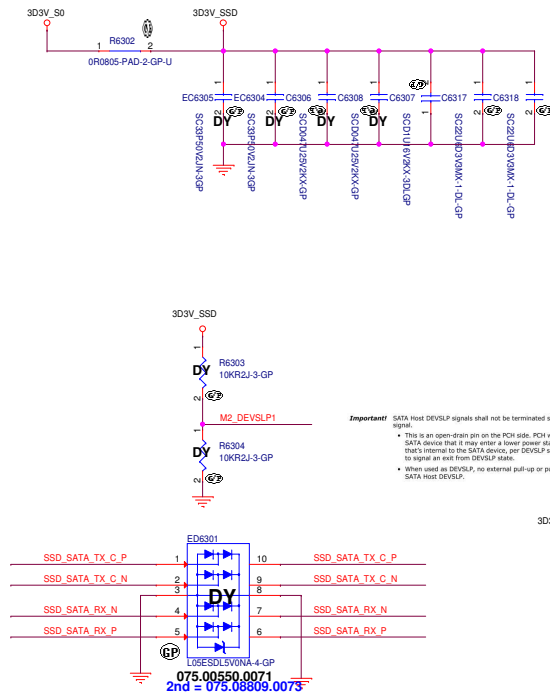 3D3V_S0
3D3V_SSD
R6302
1
2
0R0805-PAD-2-GP-U
EC6305
EC6304
C6306
C6308
C6307
C6317
C6318
1
1
1
1
2
1
1
2
2
2
2
1
2
2
DY
DY
DY
DY
SC33P50V2JN-3GP
SC33P50V2JN-3GP
SCD047U25V2KX-GP
SCD047U25V2KX-GP
SCD1U16V2KX-3DLGP
SC22U6D3V3MX-1-DL-GP
SC22U6D3V3MX-1-DL-GP
3D3V_SSD
1
DY
R6303
10KR2J-3-GP
2
M2_DEVSLP1
1
DY
R6304
10KR2J-3-GP
2
Important! SATA Host DEVSLP signals shall not be terminated
signal.
• This is an open-drain pin on the PCH side. PCH
SATA device that it may enter a lower power
that's internal to the SATA device, per DEVSLP
to signal an exit from DEVSLP state.
• When used as DEVSLP, no external pull-up or
SATA Host DEVSLP.
3D
ED6301
SSD_SATA_TX_C_P 1 10 SSD_SATA_TX_C_P
SSD_SATA_TX_C_N 2 9 SSD_SATA_TX_C_N
3 8
DY
SSD_SATA_RX_N 4 7 SSD_SATA_RX_N
SSD_SATA_RX_P 5 6 SSD_SATA_RX_P
GP
L05ESDL5V0NA-4-GP
075.00550.0071
2nd = 075.08809.0073